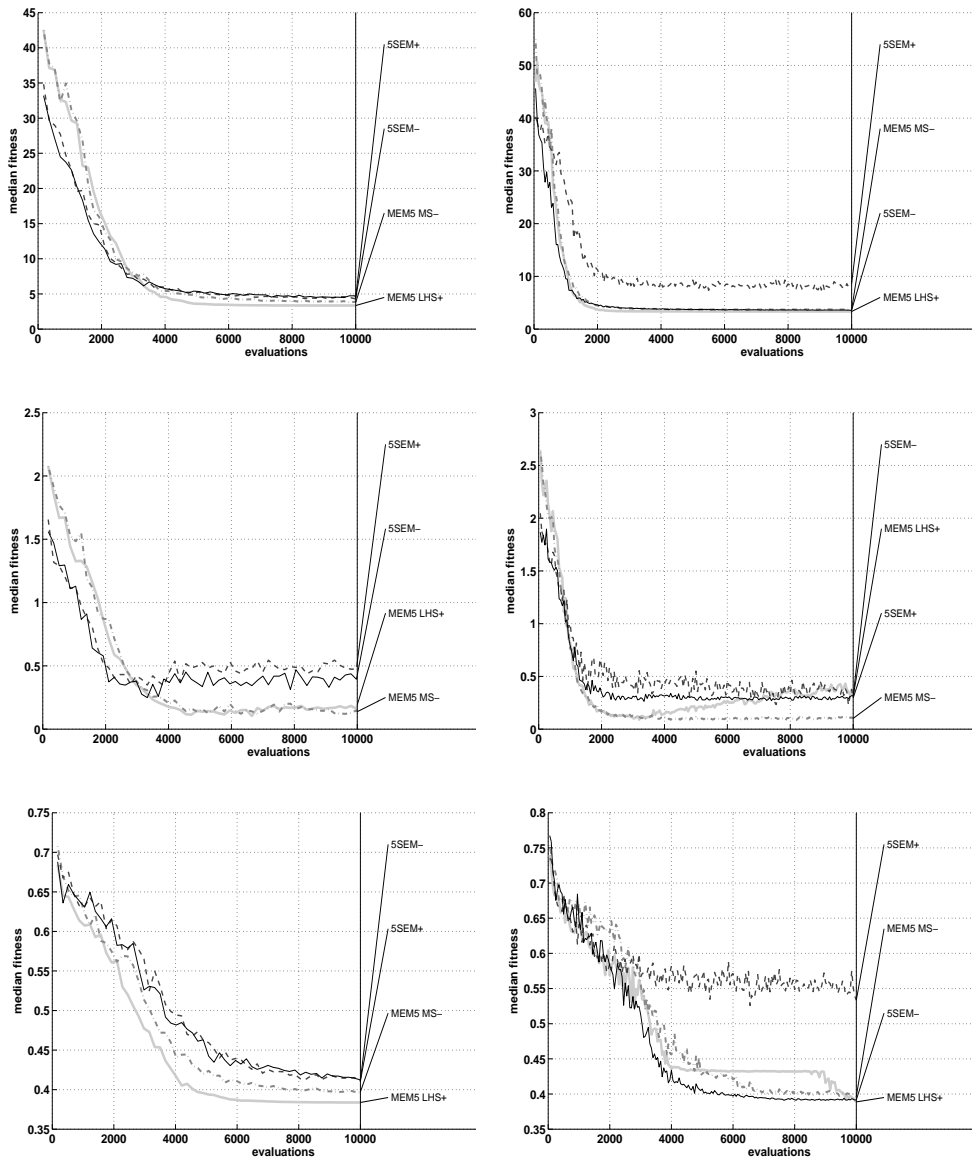 45
40
35
30
25
20
15
10
5
0
median fitness
0 2000 4000 6000 8000 10000
evaluations
5SEM+
5SEM−
MEM5 MS−
MEM5 LHS+
60
50
40
30
20
10
0
median fitness
0 2000 4000 6000 8000 10000
evaluations
5SEM+
MEM5 MS−
5SEM−
MEM5 LHS+
2.5
2
1.5
1
0.5
0
median fitness
0 2000 4000 6000 8000 10000
evaluations
5SEM+
5SEM−
MEM5 LHS+
MEM5 MS−
3
2.5
2
1.5
1
0.5
0
median fitness
0 2000 4000 6000 8000 10000
evaluations
5SEM−
MEM5 LHS+
5SEM+
MEM5 MS−
0.75
0.7
0.65
0.6
0.55
0.5
0.45
0.4
0.35
median fitness
0 2000 4000 6000 8000 10000
evaluations
5SEM−
5SEM+
MEM5 MS−
MEM5 LHS+
0.8
0.75
0.7
0.65
0.6
0.55
0.5
0.45
0.4
0.35
median fitness
0 2000 4000 6000 8000 10000
evaluations
5SEM+
MEM5 MS−
5SEM−
MEM5 LHS+